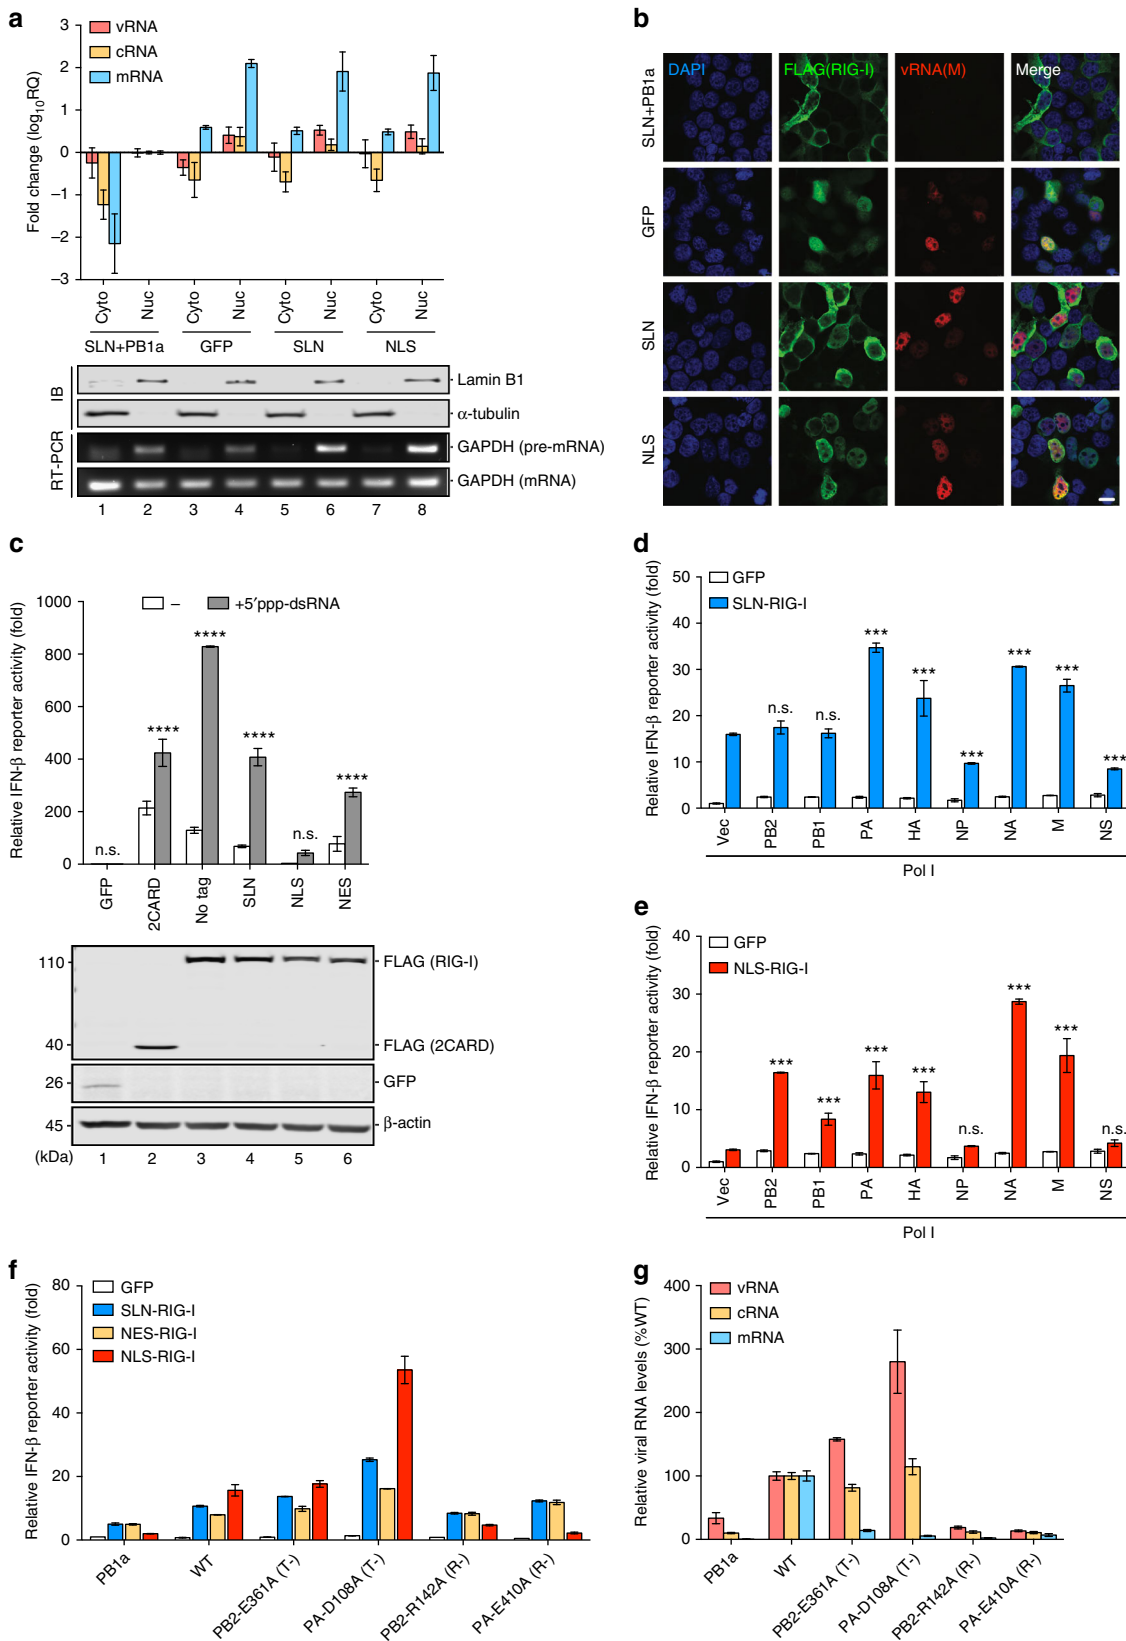 a
vRNA
cRNA
mRNA
Fold change (log10RQ)
3
2
1
0
–1
–2
–3
Cyto Nuc Cyto Nuc Cyto Nuc Cyto Nuc
SLN+PB1a GFP SLN NLS
IB
Lamin B1
α-tubulin
RT-PCR
GAPDH (pre-mRNA)
GAPDH (mRNA)
1 2 3 4 5 6 7 8
b
DAPI FLAG(RIG-I) vRNA(M) Merge
SLN+PB1a
GFP
SLN
NLS
c
– +5′ppp-dsRNA
Relative IFN-β reporter activity (fold)
1000
800
600
400
200
0
n.s. **** **** **** n.s. ****
GFP 2CARD No tag SLN NLS NES
110
FLAG (RIG-I)
40
FLAG (2CARD)
26
GFP
45
β-actin
(kDa) 1 2 3 4 5 6
d
GFP
SLN-RIG-I
Relative IFN-β reporter activity (fold)
50
40
30
20
10
0
n.s. n.s. *** *** *** *** *** ***
Vec PB2 PB1 PA HA NP NA M NS
Pol I
e
GFP
NLS-RIG-I
Relative IFN-β reporter activity (fold)
40
30
20
10
0
*** *** *** *** n.s. *** *** n.s.
Vec PB2 PB1 PA HA NP NA M NS
Pol I
f
GFP
SLN-RIG-I
NES-RIG-I
NLS-RIG-I
Relative IFN-β reporter activity (fold)
80
60
40
20
0
PB1a WT PB2-E361A (T-) PA-D108A (T-) PB2-R142A (R-) PA-E410A (R-)
g
vRNA
cRNA
mRNA
Relative viral RNA levels (%WT)
400
300
200
100
0
PB1a WT PB2-E361A (T-) PA-D108A (T-) PB2-R142A (R-) PA-E410A (R-)